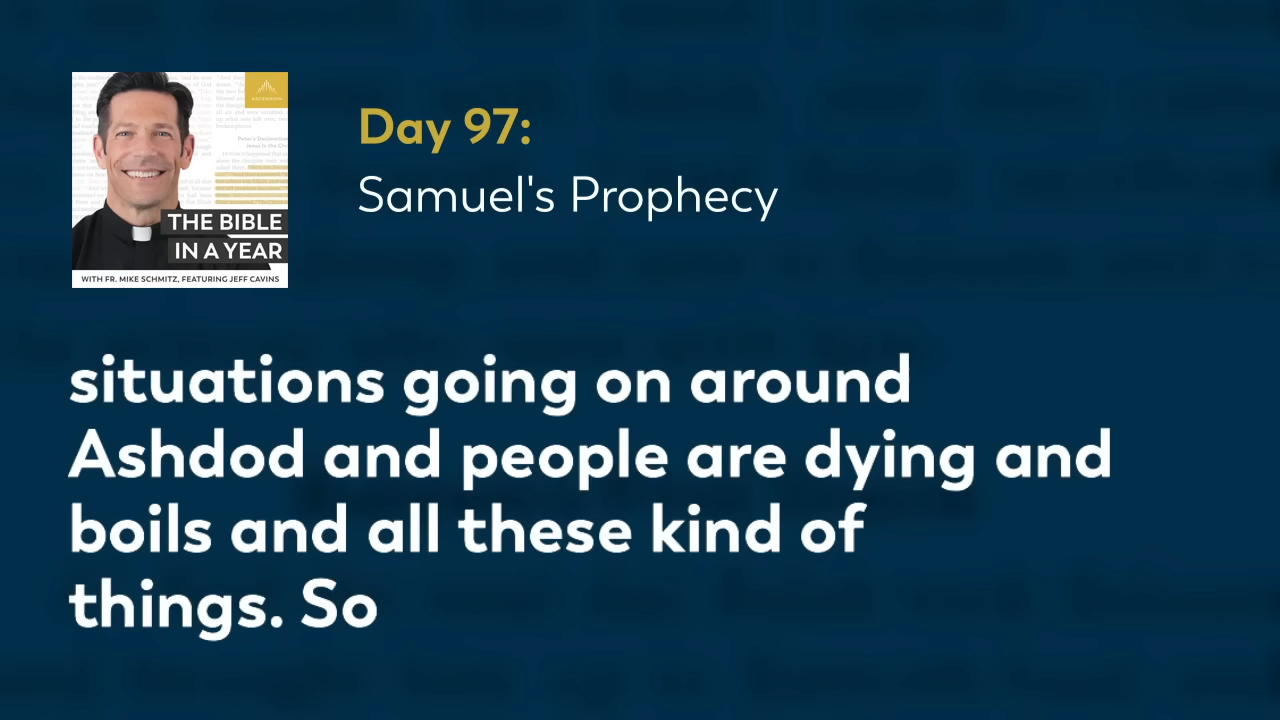 ASCENSION
THE BIBLE
IN A YEAR
WITH FR. MIKE SCHMITZ, FEATURING JEFF CAVINS
Day 97:
Samuel's Prophecy
situations going on around
Ashdod and people are dying and
boils and all these kind of
things. So